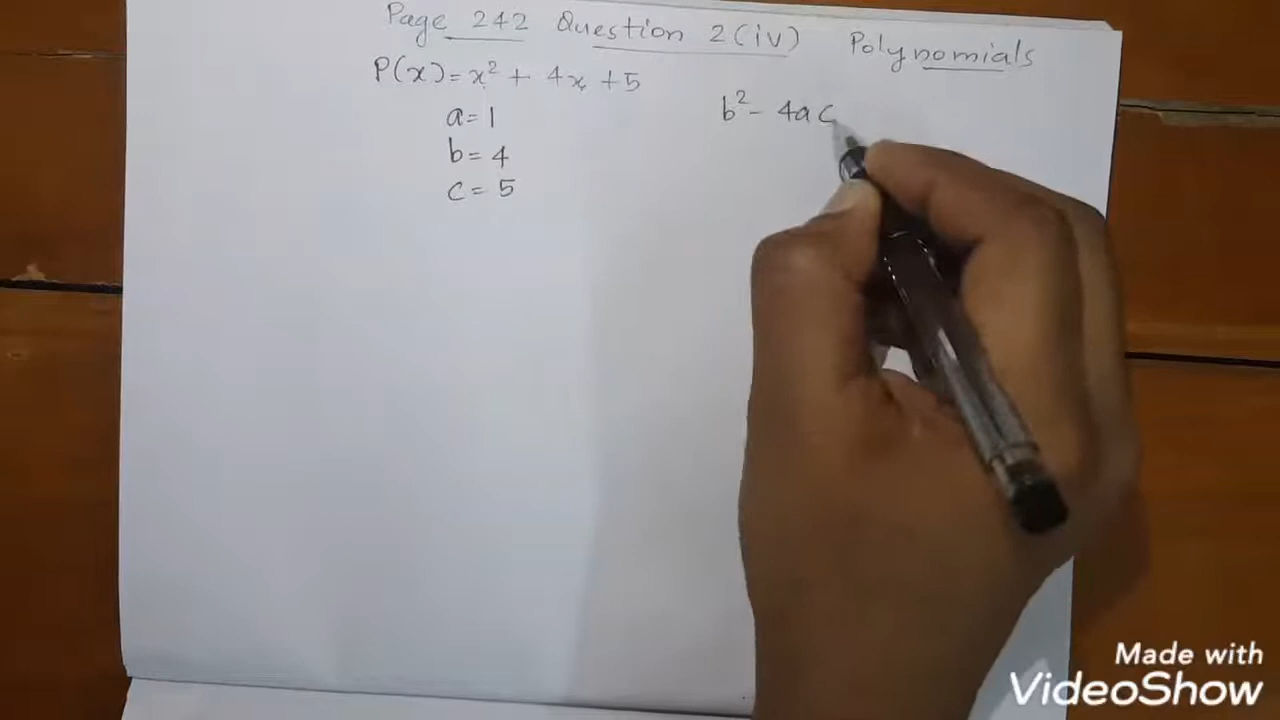 Page 242 Question 2(iv) Polynomials
P(x)= x² + 4x +5
a= 1
b² - 4ac
b= 4
c= 5
Made with
VideoShow